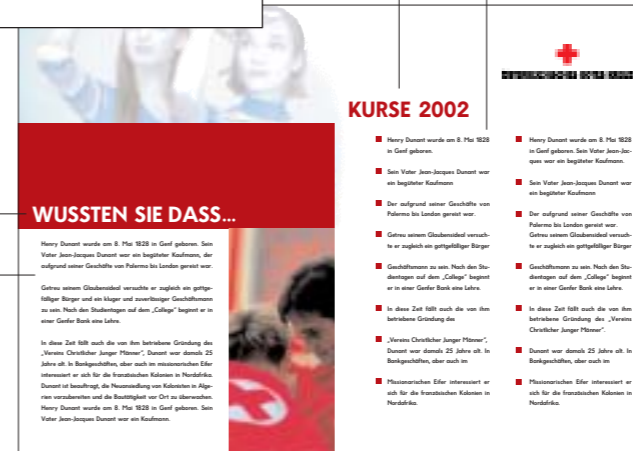 WUSSTEN SIE DASS...
Henry Dunant wurde am 8. Mai 1828 in Genf geboren. Sein
Vater Jean-Jacques Dunant war ein begüteter Kaufmann, der
aufgrund seiner Geschäfte von Palermo bis London gereist war.
Getreu seinem Glaubensideal versuchte er zugleich ein gottge-
fälliger Bürger und ein kluger und zuverlässiger Geschäftsmann
zu sein. Nach den Studientagen auf dem „College" beginnt er in
einer Genfer Bank eine Lehre.
In diese Zeit fällt auch die von ihm betriebene Gründung des
„Vereins Christlicher Junger Männer", Dunant war damals 25
Jahre alt. In Bankgeschäften, aber auch im missionarischen Eifer
interessiert er sich für die französischen Kolonien in Nordafrika.
Dunant ist beauftragt, die Neuansiedlung von Kolonisten in Alge-
rien vorzubereiten und die Bautätigkeit vor Ort zu überwachen.
Henry Dunant wurde am 8. Mai 1828 in Genf geboren. Sein
Vater Jean-Jacques Dunant war ein Kaufmann.
KURSE 2002
Henry Dunant wurde am 8. Mai 1828
in Genf geboren.
Sein Vater Jean-Jacques Dunant war
ein begüteter Kaufmann
Der aufgrund seiner Geschäfte von
Palermo bis London gereist war.
Getreu seinem Glaubensideal versuch-
te er zugleich ein gottgefälliger Bürger
Geschäftsmann zu sein. Nach den Stu-
dientagen auf dem „College" beginnt
er in einer Genfer Bank eine Lehre.
In diese Zeit fällt auch die von ihm
betriebene Gründung des
„Vereins Christlicher Junger Männer",
Dunant war damals 25 Jahre alt. In
Bankgeschäften, aber auch im
Missionarischen Eifer interessiert er
sich für die französischen Kolonien in
Nordafrika.
ÖSTERREICHISCHES ROTES KREUZ
Henry Dunant wurde am 8. Mai 1828
in Genf geboren. Sein Vater Jean-Jac-
ques war ein begüteter Kaufmann.
Sein Vater Jean-Jacques Dunant war
ein begüteter Kaufmann
Der aufgrund seiner Geschäfte von
Palermo bis London gereist war.
Getreu seinem Glaubensideal versuch-
te er zugleich ein gottgefälliger Bürger
Geschäftsmann zu sein. Nach den Stu-
dientagen auf dem „College" beginnt
er in einer Genfer Bank eine Lehre.
In diese Zeit fällt auch die von ihm
betriebene Gründung des „Vereins
Christlicher Junger Männer".
Dunant war damals 25 Jahre alt. In
Bankgeschäften, aber auch im
Missionarischen Eifer interessiert er
sich für die französischen Kolonien in
Nordafrika.